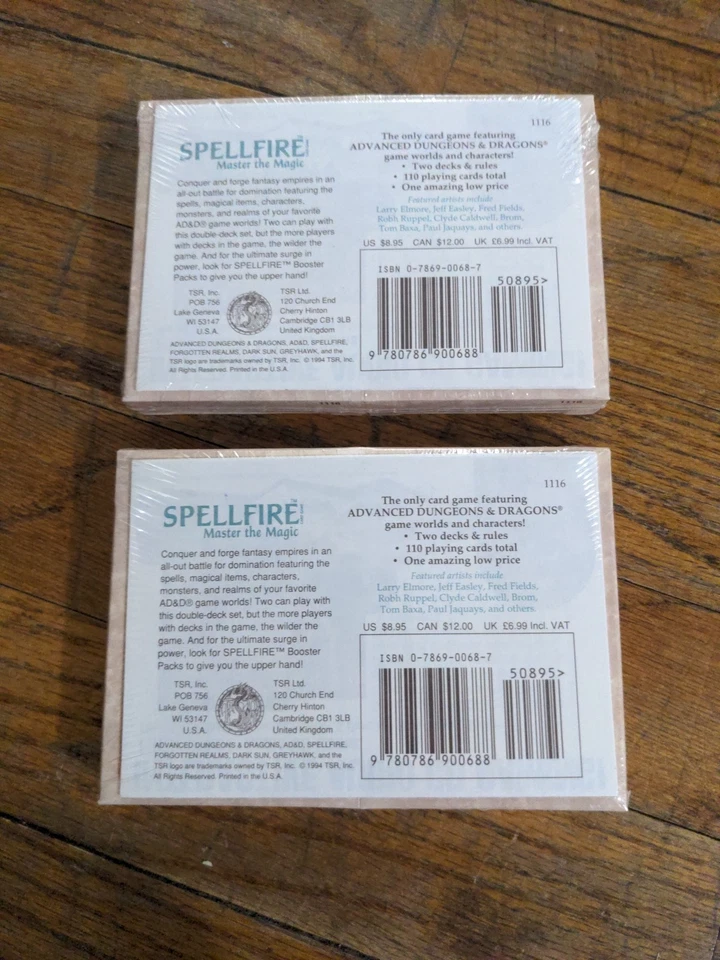 1116
SPELLFIRE™
Master the Magic
Conquer and forge fantasy empires in an
all-out battle for domination featuring the
spells, magical items, characters,
monsters, and realms of your favorite
AD&D® game worlds! Two can play with
this double-deck set, but the more players
with decks in the game, the wilder the
game. And for the ultimate surge in
power, look for SPELLFIRE™ Booster
Packs to give you the upper hand!
TSR, Inc.
POB 756
Lake Geneva
WI 53147
U.S.A.
TSR Ltd.
120 Church End
Cherry Hinton
Cambridge CB1 3LB
United Kingdom
ADVANCED DUNGEONS & DRAGONS, AD&D, SPELLFIRE,
FORGOTTEN REALMS, DARK SUN, GREYHAWK, and the
TSR logo are trademarks owned by TSR, Inc. © 1994 TSR, Inc.
All Rights Reserved. Printed in the U.S.A.
The only card game featuring
ADVANCED DUNGEONS & DRAGONS®
game worlds and characters!
• Two decks & rules
• 110 playing cards total
• One amazing low price
Featured artists include
Larry Elmore, Jeff Easley, Fred Fields,
Robh Ruppel, Clyde Caldwell, Brom,
Tom Baxa, Paul Jaquays, and others.
US $8.95 CAN $12.00 UK £6.99 Incl. VAT
ISBN 0-7869-0068-7
50895>
9 780786 900688
1116
SPELLFIRE™
Master the Magic
Conquer and forge fantasy empires in an
all-out battle for domination featuring the
spells, magical items, characters,
monsters, and realms of your favorite
AD&D® game worlds! Two can play with
this double-deck set, but the more players
with decks in the game, the wilder the
game. And for the ultimate surge in
power, look for SPELLFIRE™ Booster
Packs to give you the upper hand!
TSR, Inc.
POB 756
Lake Geneva
WI 53147
U.S.A.
TSR Ltd.
120 Church End
Cherry Hinton
Cambridge CB1 3LB
United Kingdom
ADVANCED DUNGEONS & DRAGONS, AD&D, SPELLFIRE,
FORGOTTEN REALMS, DARK SUN, GREYHAWK, and the
TSR logo are trademarks owned by TSR, Inc. © 1994 TSR, Inc.
All Rights Reserved. Printed in the U.S.A.
The only card game featuring
ADVANCED DUNGEONS & DRAGONS®
game worlds and characters!
• Two decks & rules
• 110 playing cards total
• One amazing low price
Featured artists include
Larry Elmore, Jeff Easley, Fred Fields,
Robh Ruppel, Clyde Caldwell, Brom,
Tom Baxa, Paul Jaquays, and others.
US $8.95 CAN $12.00 UK £6.99 Incl. VAT
ISBN 0-7869-0068-7
50895>
9 780786 900688